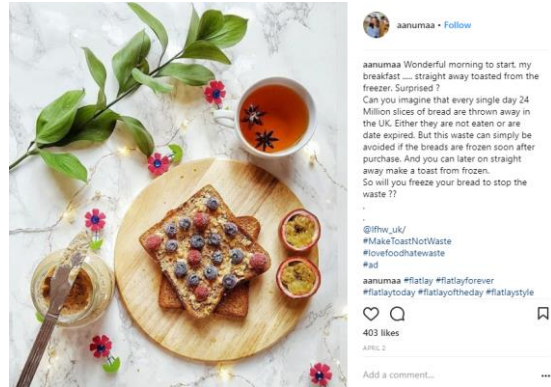 aanumaa • Follow
aanumaa Wonderful morning to start, my
breakfast ..... straight away toasted from the
freezer. Surprised ?
Can you imagine that every single day 24
Million slices of bread are thrown away in
the UK. Either they are not eaten or are
date expired. But this waste can simply be
avoided if the breads are frozen soon after
purchase. And you can later on straight
away make a toast from frozen.
So will you freeze your bread to stop the
waste ??
.
.
@lfhw_uk/
#MakeToastNotWaste
#lovefoodhatewaste
#ad
aanumaa #flatlay #flatlayforever
#flatlaytoday #flatlayoftheday #flatlaystyle
403 likes
APRIL 2
Add a comment...